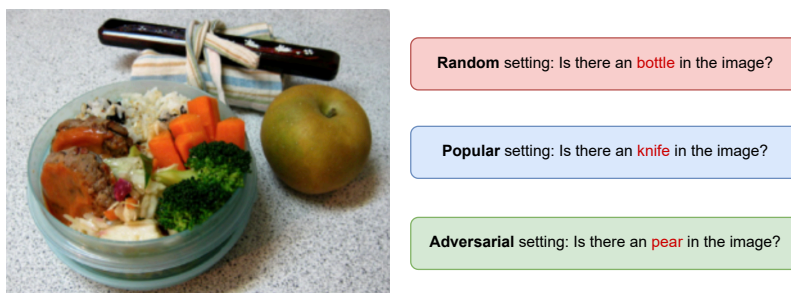 Random setting: Is there an bottle in the image?
Popular setting: Is there an knife in the image?
Adversarial setting: Is there an pear in the image?